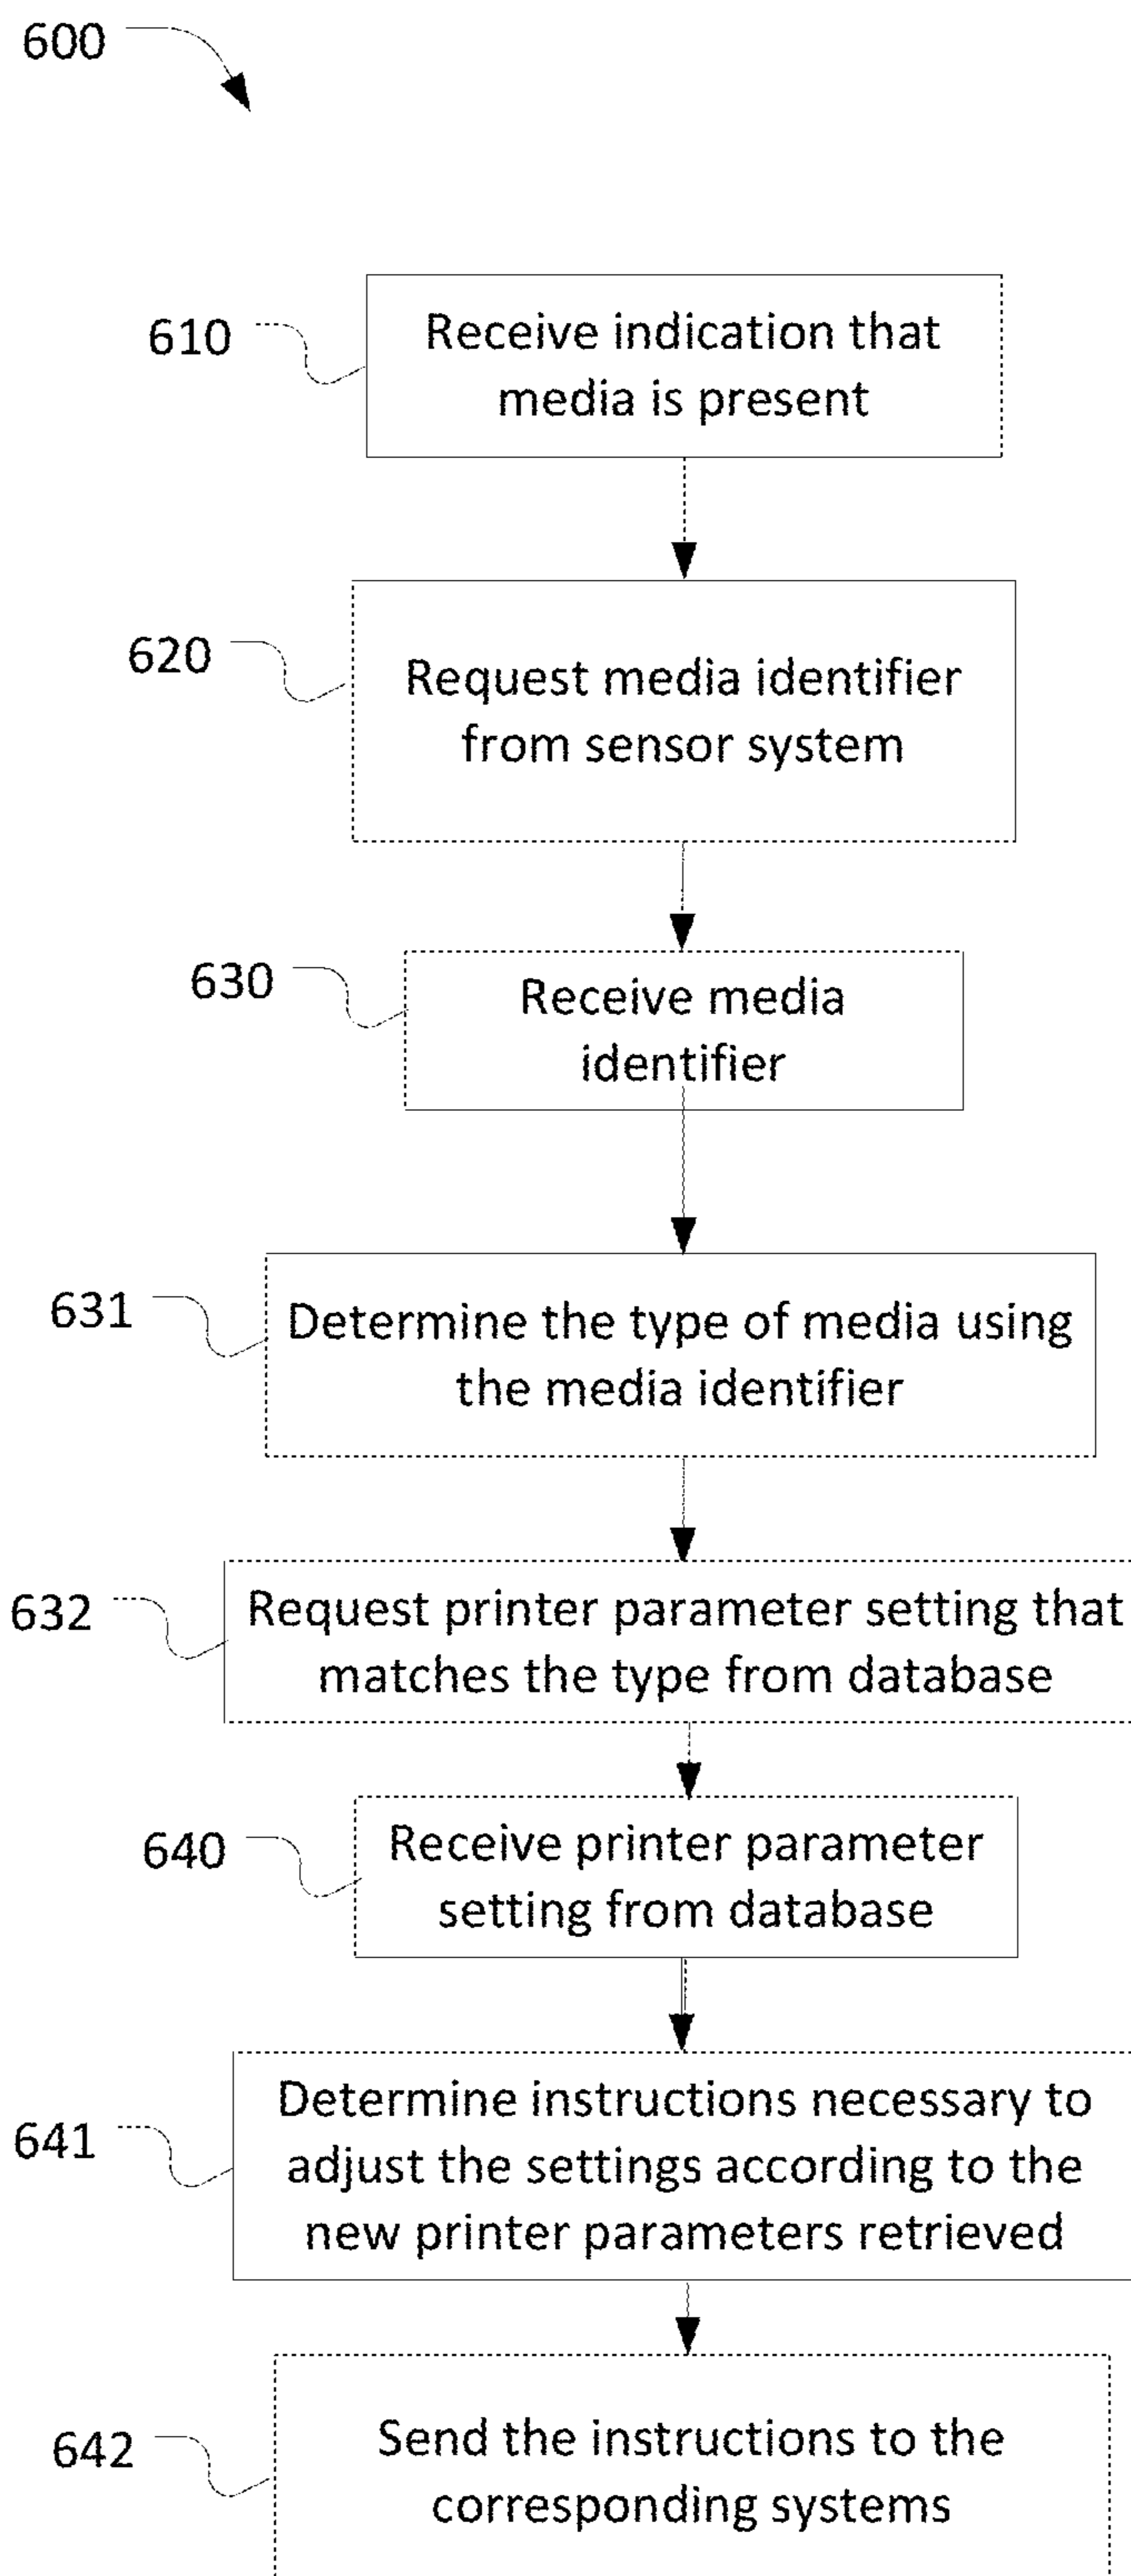 600
610
Receive indication that
media is present
620
Request media identifier
from sensor system
630
Receive media
identifier
631
Determine the type of media using
the media identifier
632
Request printer parameter setting that
matches the type from database
640
Receive printer parameter
setting from database
641
Determine instructions necessary to
adjust the settings according to the
new printer parameters retrieved
642
Send the instructions to the
corresponding systems